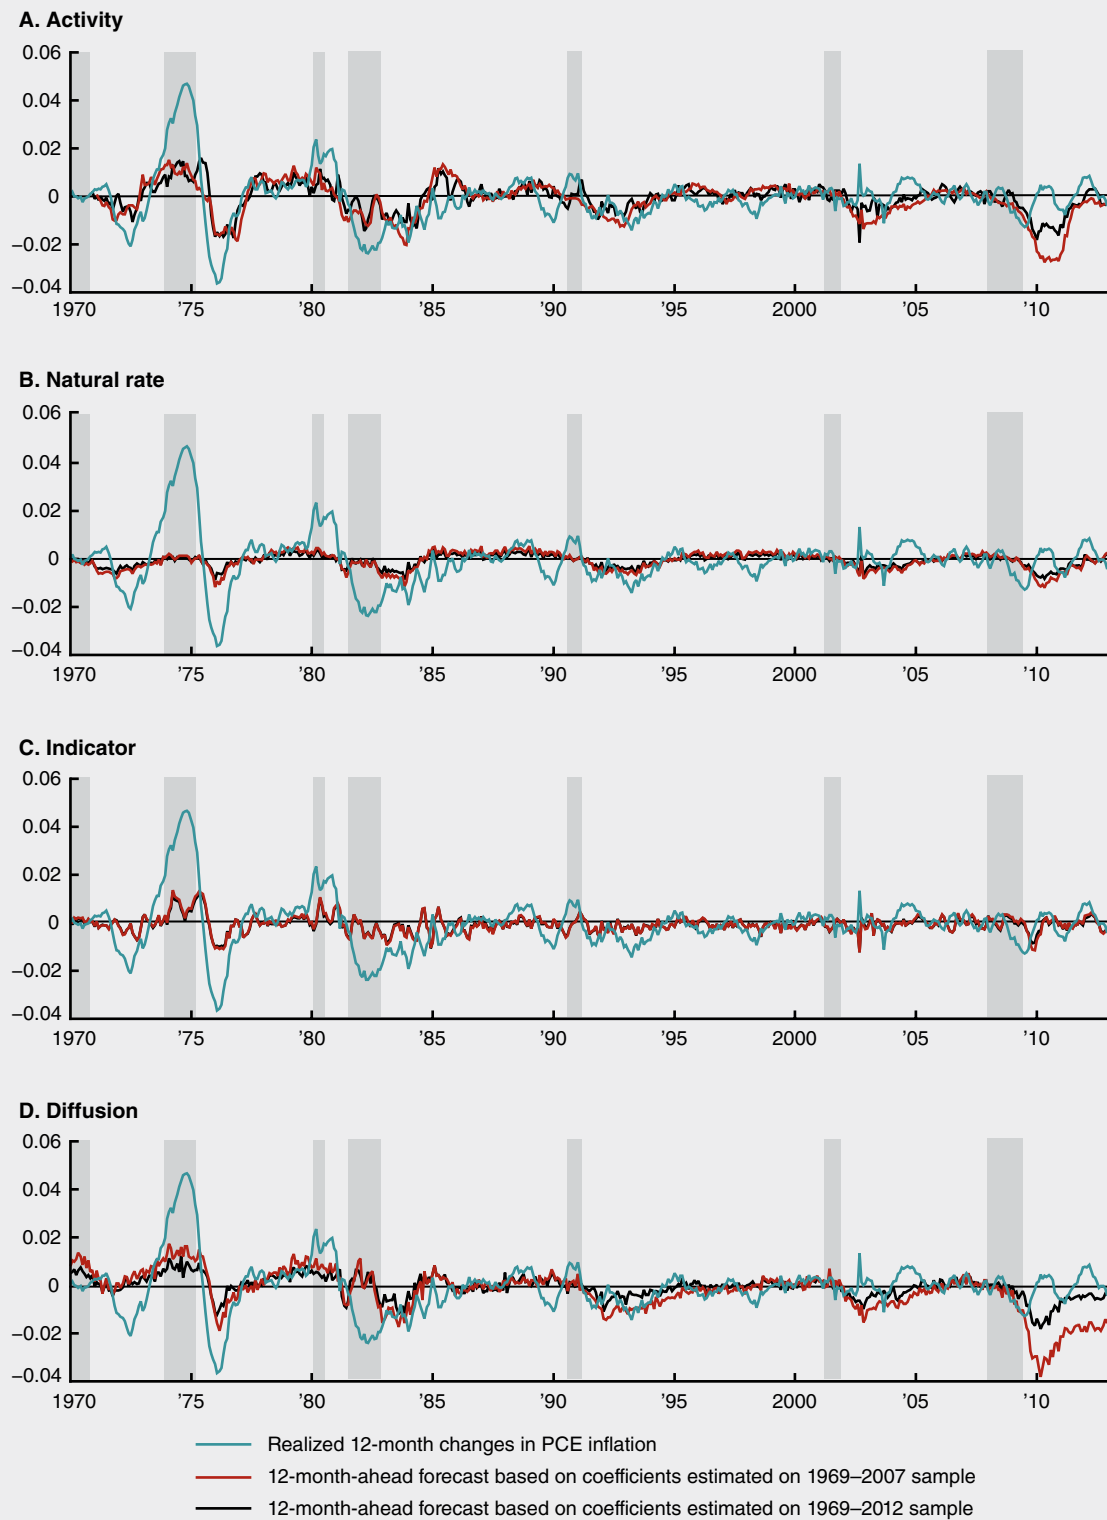 A. Activity
0.06
0.04
0.02
0
−0.02
−0.04
1970 ’75 ’80 ’85 ’90 ’95 2000 ’05 ’10
B. Natural rate
0.06
0.04
0.02
0
−0.02
−0.04
1970 ’75 ’80 ’85 ’90 ’95 2000 ’05 ’10
C. Indicator
0.06
0.04
0.02
0
−0.02
−0.04
1970 ’75 ’80 ’85 ’90 ’95 2000 ’05 ’10
D. Diffusion
0.06
0.04
0.02
0
−0.02
−0.04
1970 ’75 ’80 ’85 ’90 ’95 2000 ’05 ’10
Realized 12-month changes in PCE inflation
12-month-ahead forecast based on coefficients estimated on 1969–2007 sample
12-month-ahead forecast based on coefficients estimated on 1969–2012 sample